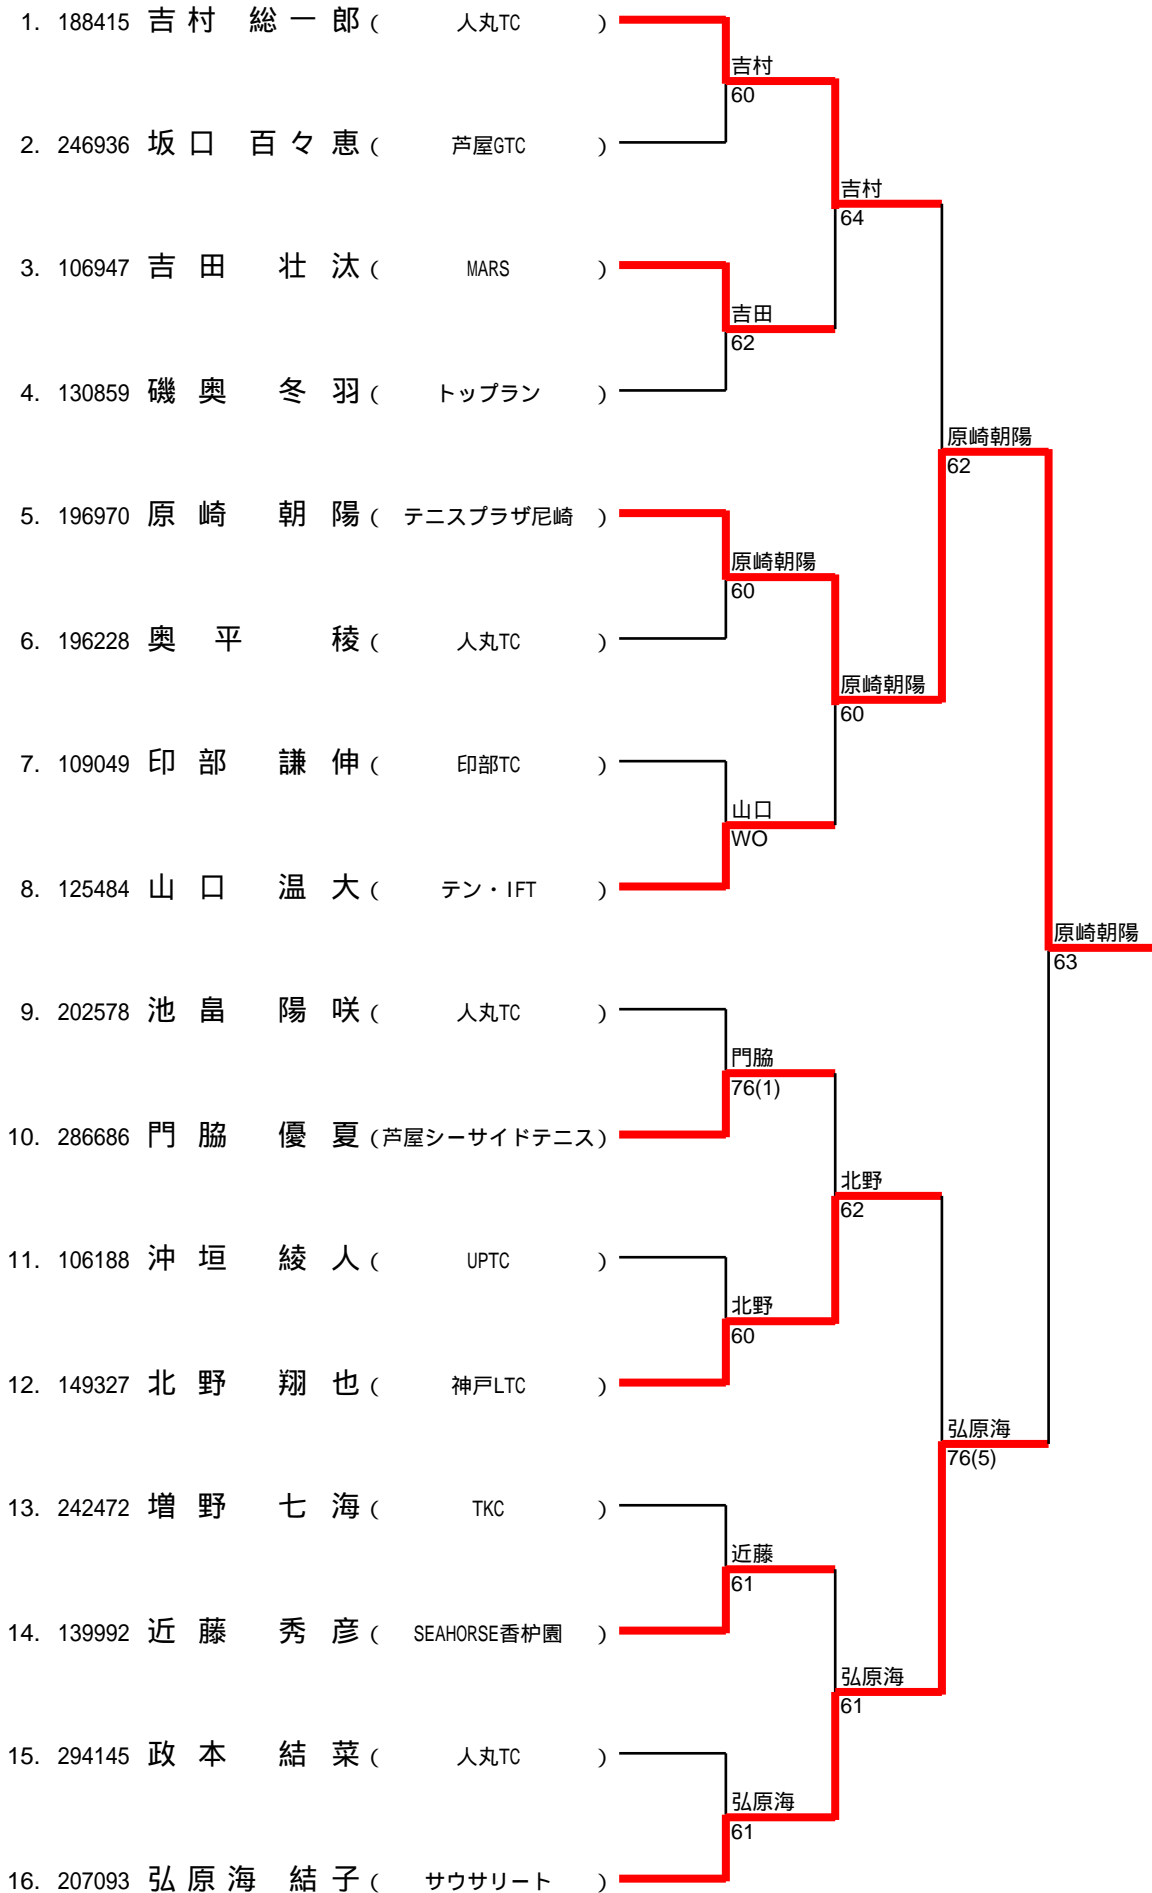 1. 188415 吉村 総一郎 ( 人丸TC )
吉村
60
2. 246936 坂口 百々恵 ( 芦屋GTC )
吉村
64
3. 106947 吉田 壮汰 ( MARS )
吉田
62
4. 130859 磯奥 冬羽 ( トップラン )
原崎朝陽
62
5. 196970 原崎 朝陽 ( テニスプラザ尼崎 )
原崎朝陽
60
6. 196228 奥平 稜 ( 人丸TC )
原崎朝陽
60
7. 109049 印部 謙伸 ( 印部TC )
山口
WO
8. 125484 山口 温大 ( テン・IFT )
原崎朝陽
63
9. 202578 池畠 陽咲 ( 人丸TC )
門脇
76(1)
10. 286686 門脇 優夏 ( 芦屋シーサイドテニス )
北野
62
11. 106188 沖垣 綾人 ( UPTC )
北野
60
12. 149327 北野 翔也 ( 神戸LTC )
弘原海
76(5)
13. 242472 増野 七海 ( TKC )
近藤
61
14. 139992 近藤 秀彦 ( SEAHORSE香枦園 )
弘原海
61
15. 294145 政本 結菜 ( 人丸TC )
弘原海
61
16. 207093 弘原海 結子 ( サウサリート )